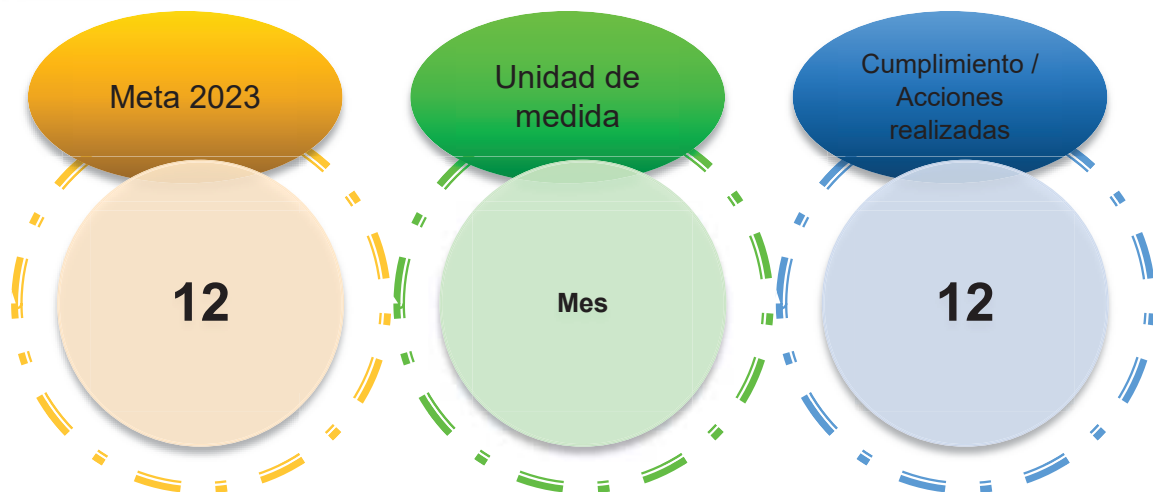 Meta 2023
Unidad de
medida
Cumplimiento /
Acciones
realizadas
12
Mes
12